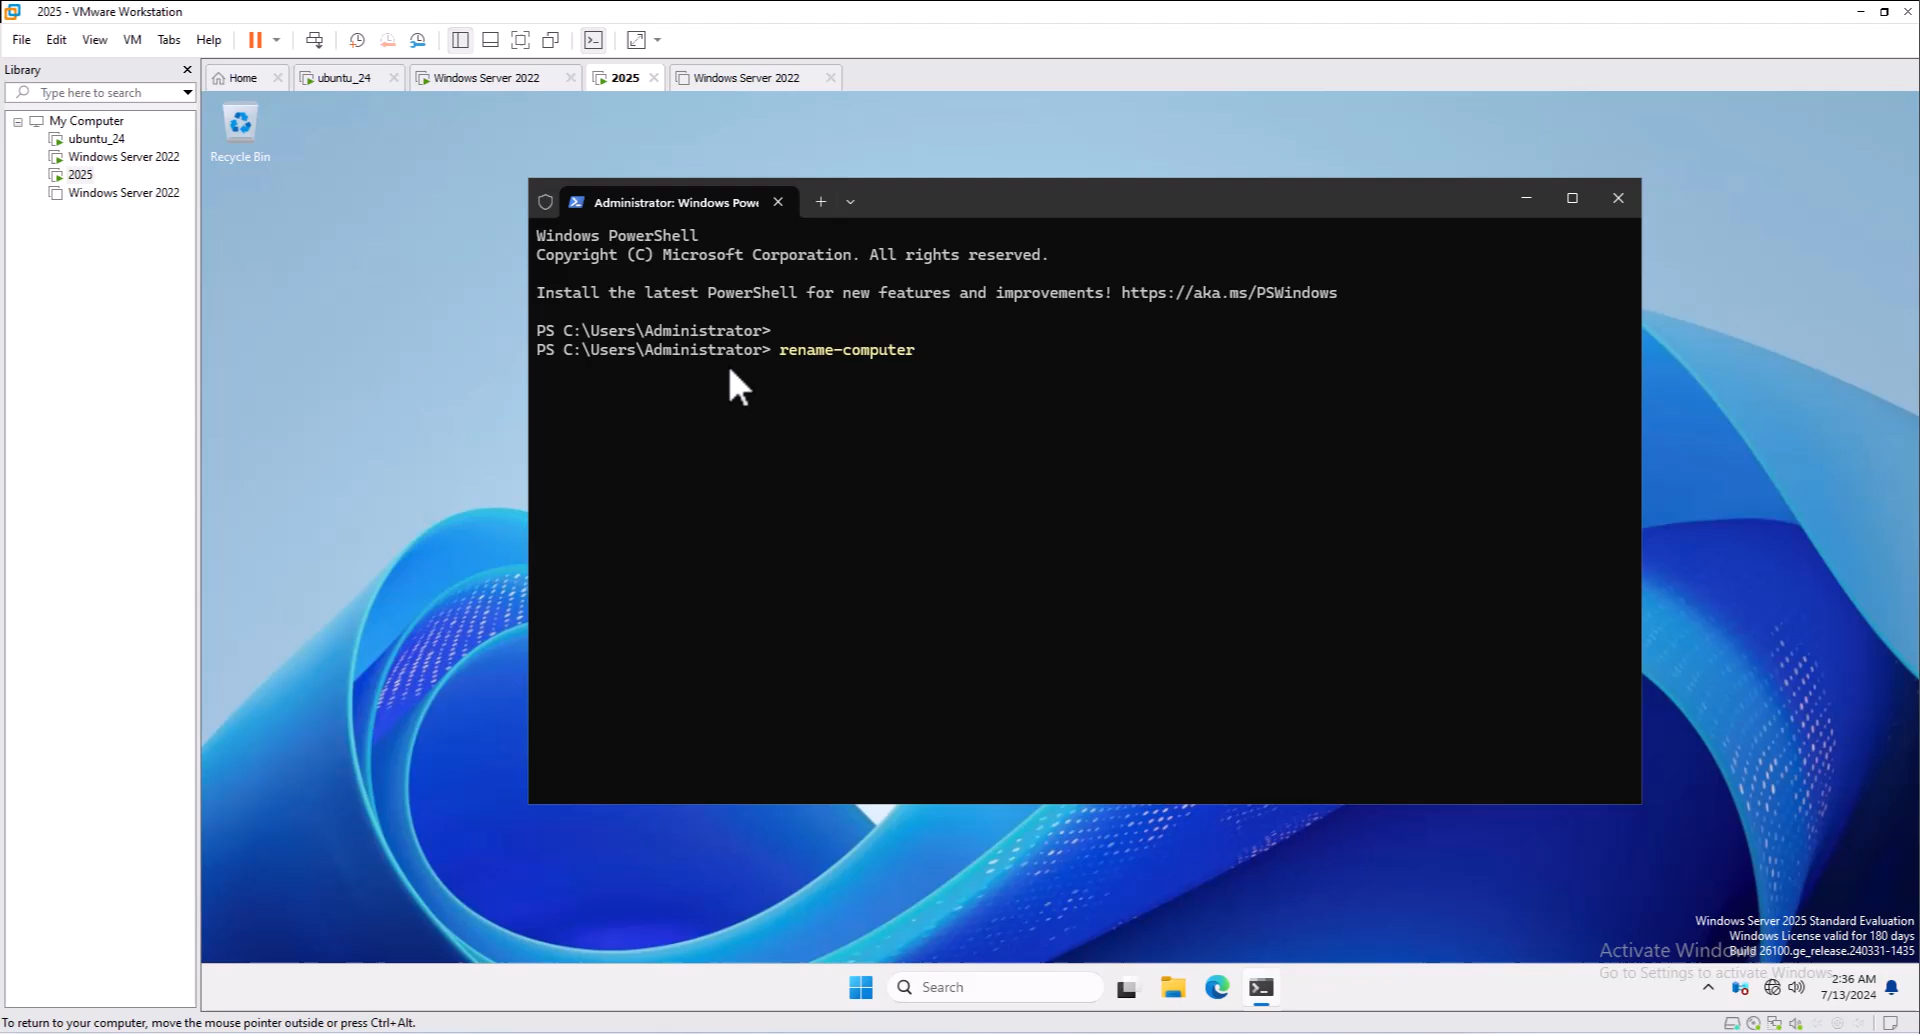 2025 - VMware Workstation
File Edit View VM Tabs Help
Library
Type here to search
My Computer
ubuntu_24
Windows Server 2022
2025
Windows Server 2022
Home
ubuntu_24
Windows Server 2022
2025
Windows Server 2022
Recycle Bin
Administrator: Windows Powe
Windows PowerShell
Copyright (C) Microsoft Corporation. All rights reserved.
Install the latest PowerShell for new features and improvements! https://aka.ms/PSWindows
PS C:\Users\Administrator>
PS C:\Users\Administrator> rename-computer
Windows Server 2025 Standard Evaluation
Windows License valid for 180 days
Build 26100.ge_release.240331-1435
Activate Windows
Go to Settings to activate Windows.
Search
2:36 AM
7/13/2024
To return to your computer, move the mouse pointer outside or press Ctrl+Alt.